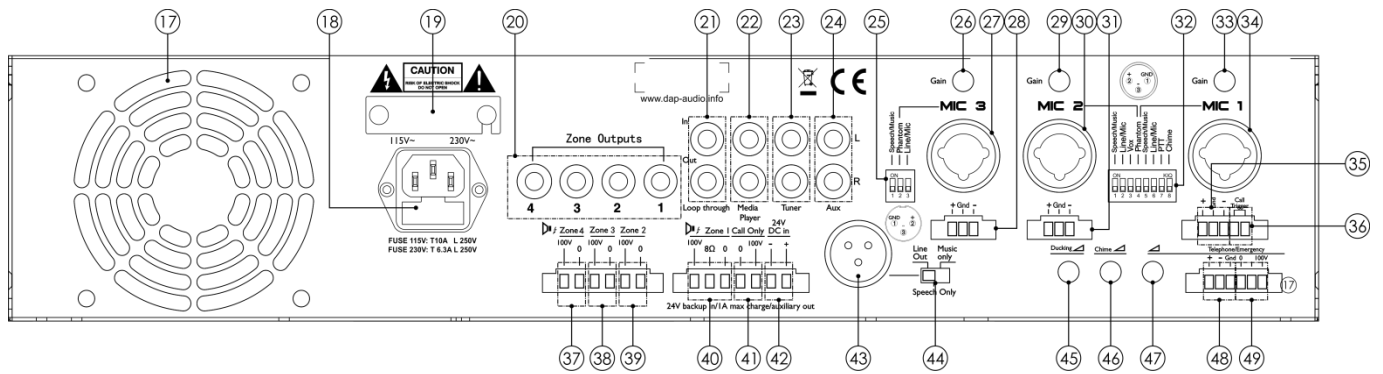 17 18 19 20 21 22 23 24 25 26 27 28 29 30 31 32 33 34
CAUTION
RISK OF ELECTRIC SHOCK
DO NOT OPEN
www.dap-audio.info
CE
115V~ 230V~
FUSE 115V: T10A L 250V
FUSE 230V: T 6.3A L 250V
Zone Outputs
4 3 2 1
In
Out
L
R
Loop through
Media
Player
Tuner
Aux
Speech/Music
Phantom
Line/Mic
ON
1 2 3
Gain
MIC 3
+ Gnd -
GND
1 2 3
+ -
Gain
MIC 2
+ Gnd -
+ GND
2 1
-
3
Speech/Music
Line/Mic
Vox
Phantom
Speech/Music
Line/Mic
PTT
Chime
ON
1 2 3 4 5 6 7 8
Gain
MIC 1
35
+ Gnd -
Call
Trigger
36
Zone 4 Zone 3 Zone 2
100V 0 100V 0 100V 0
Zone 1 Call Only
100V 8Ω 0 0 100V
24V
DC in
- +
24V backup in/1A max charge/auxiliary out
Line
Out
Music
only
Speech Only
Ducking
Chime
Telephone/Emergency
+ - Gnd 0 100V
17
37 38 39 40 41 42 43 44 45 46 47 48 49